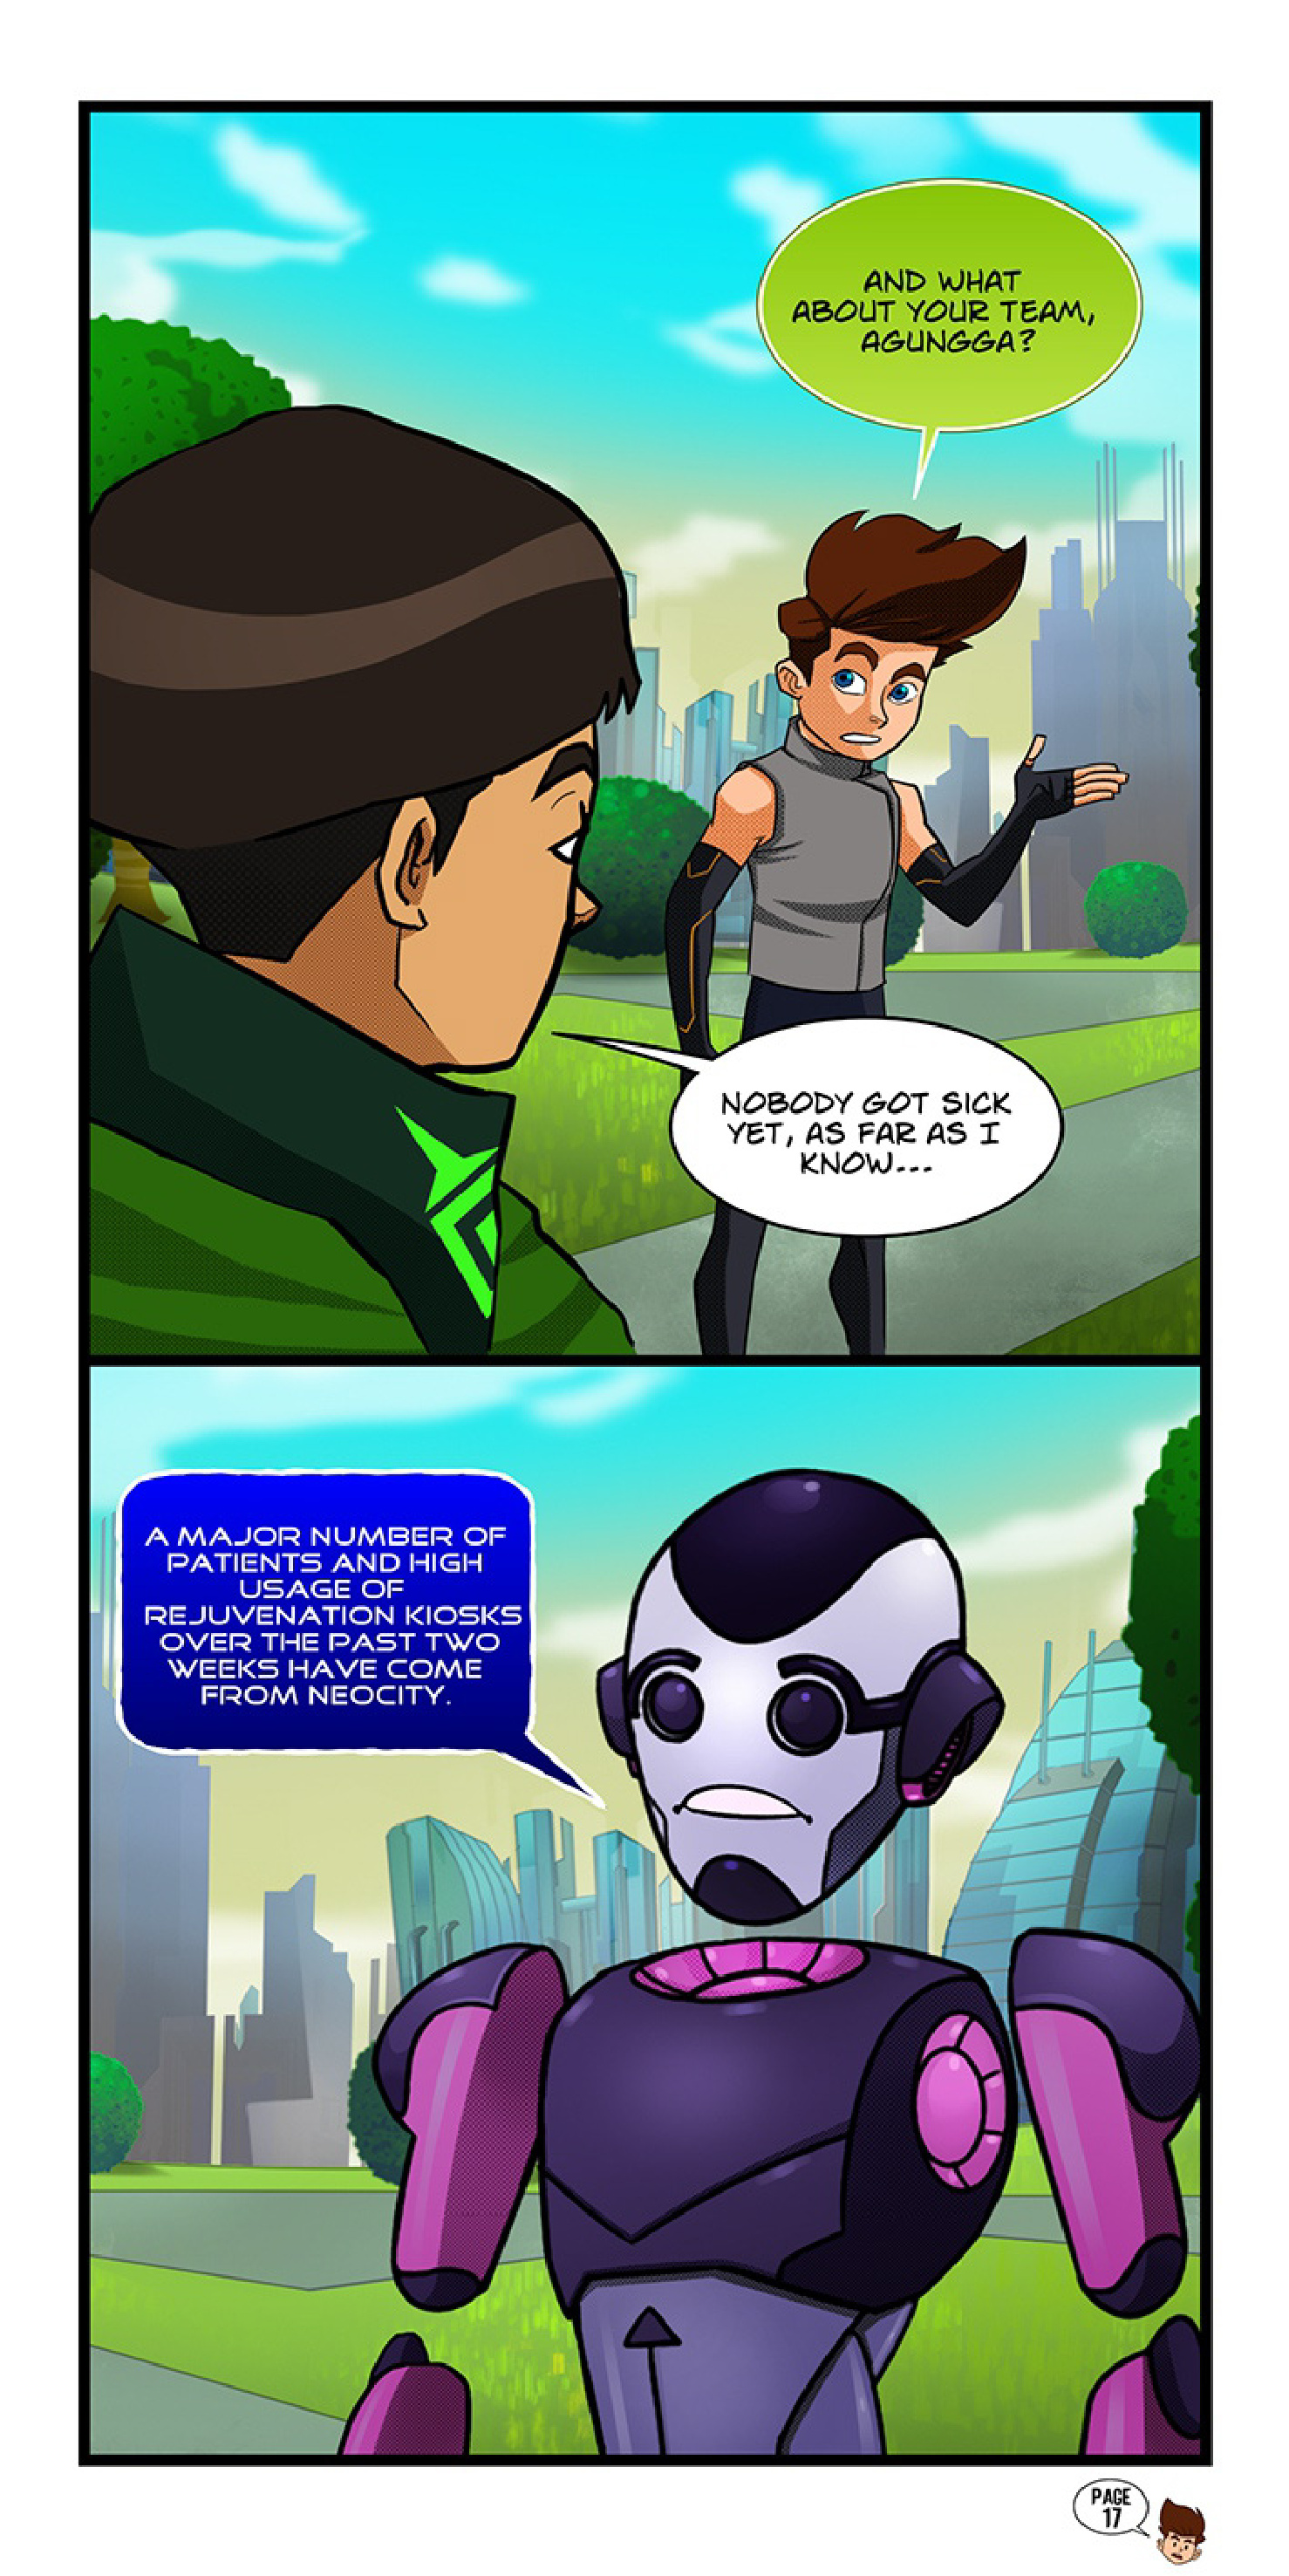 AND WHAT
ABOUT YOUR TEAM,
AGUNGGA?
NOBODY GOT SICK
YET, AS FAR AS I
KNOW...
A MAJOR NUMBER OF
PATIENTS AND HIGH
USAGE OF
REJUVENATION KIOSKS
OVER THE PAST TWO
WEEKS HAVE COME
FROM NEOCITY.
PAGE
17